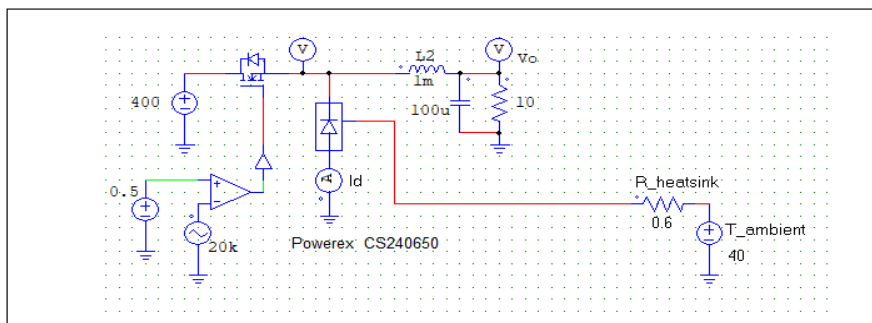 V
V
L2
Vo
400
1m
100u
10
A
Id
0.5
R_heatsink
0.6
T_ambient
20k
Powerex CS240650
40